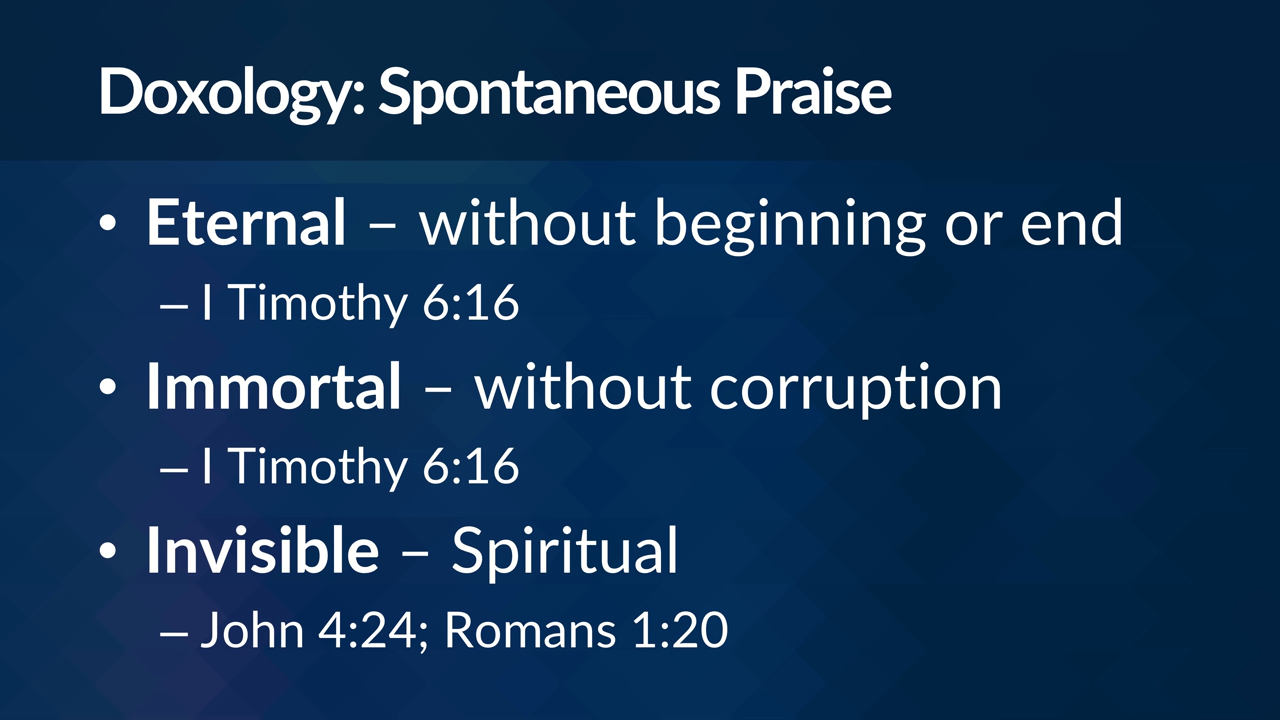 Doxology: Spontaneous Praise
• Eternal – without beginning or end
– I Timothy 6:16
• Immortal – without corruption
– I Timothy 6:16
• Invisible – Spiritual
– John 4:24; Romans 1:20